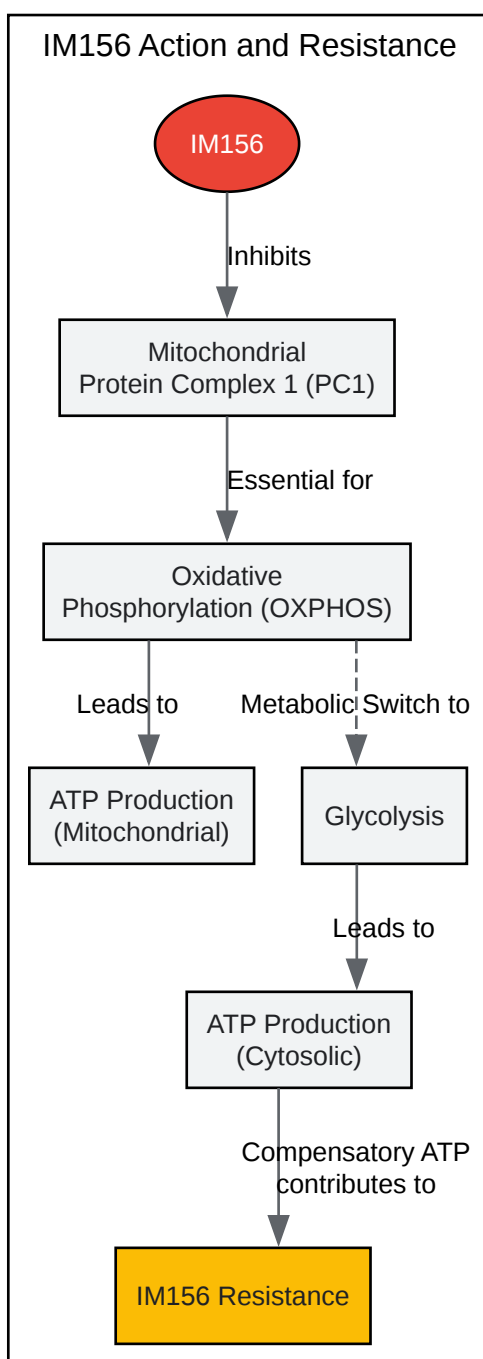 IM156 Action and Resistance
IM156
Inhibits
Mitochondrial
Protein Complex 1 (PC1)
Essential for
Oxidative
Phosphorylation (OXPHOS)
Leads to
Metabolic Switch to
ATP Production
(Mitochondrial)
Glycolysis
Leads to
ATP Production
(Cytosolic)
Compensatory ATP
contributes to
IM156 Resistance